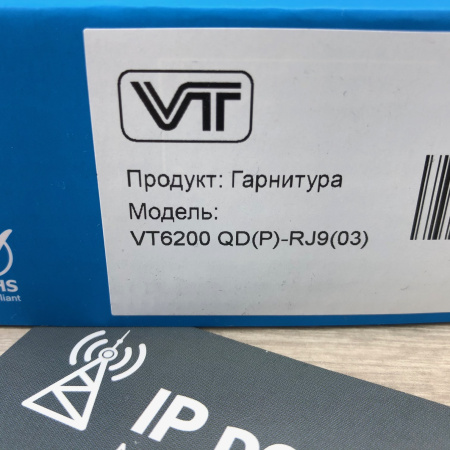 VT
Продукт: Гарнитура
Модель:
VT6200 QD(P)-RJ9(03)
IP